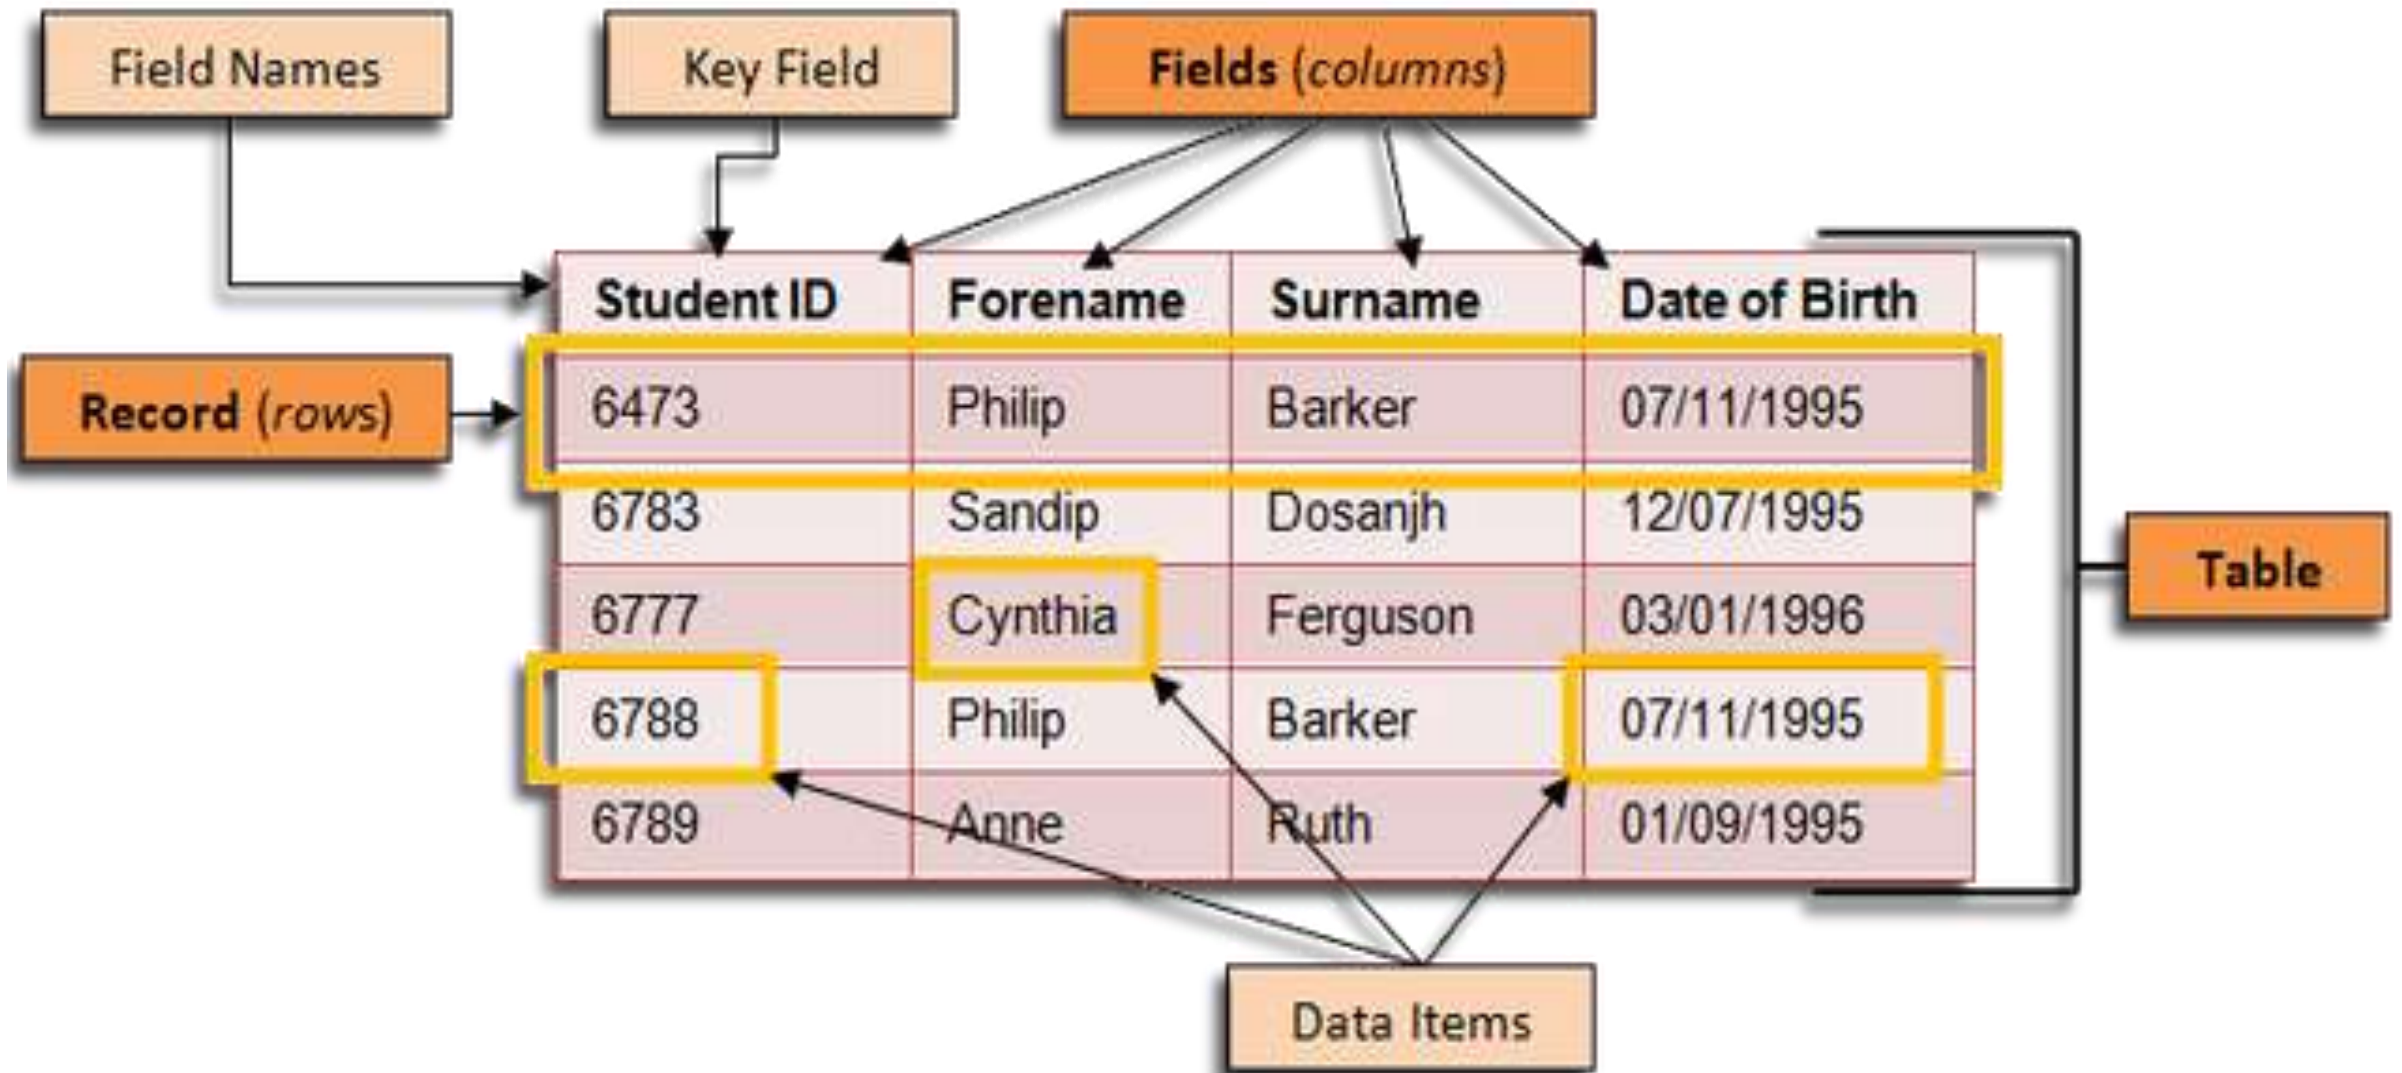 Field Names
Key Field
Fields (columns)
Student ID Forename Surname Date of Birth
Record (rows)
6473 Philip Barker 07/11/1995
6783 Sandip Dosanjh 12/07/1995
Table
6777 Cynthia Ferguson 03/01/1996
6788 Philip Barker 07/11/1995
6789 Anne Ruth 01/09/1995
Data Items